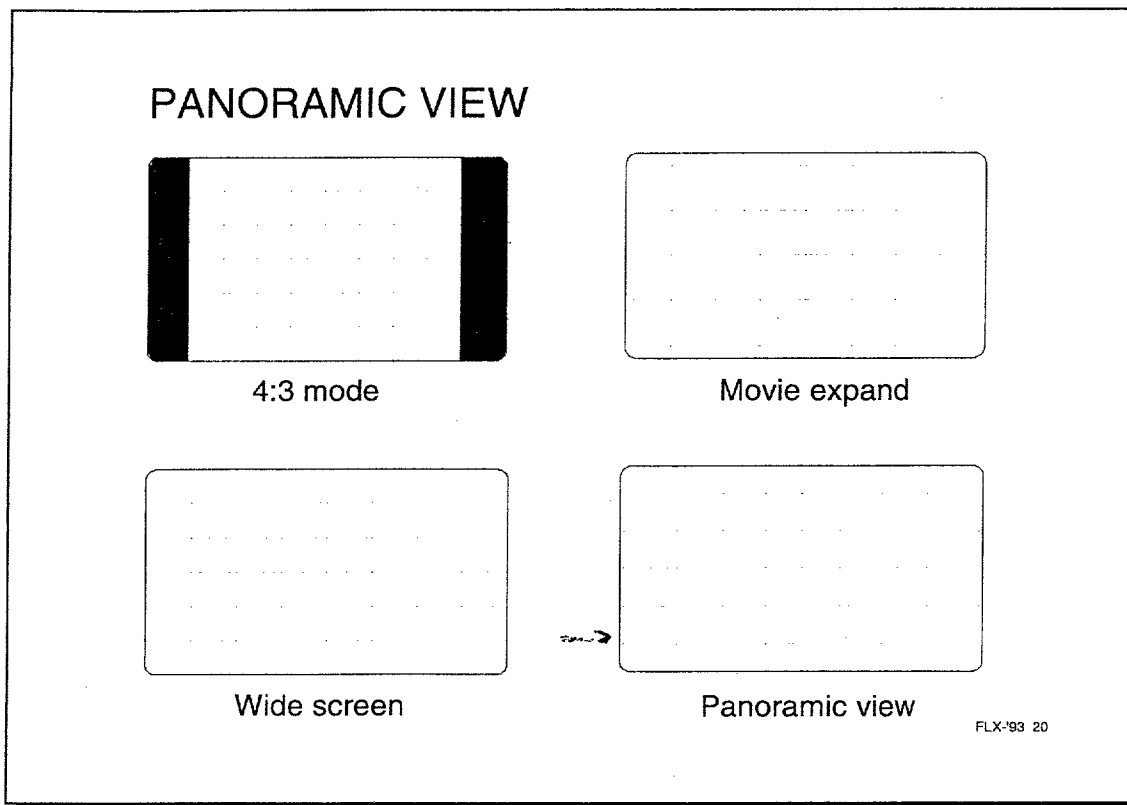 PANORAMIC VIEW
4:3 mode
Movie expand
Wide screen
Panoramic view
FLX-'93 20